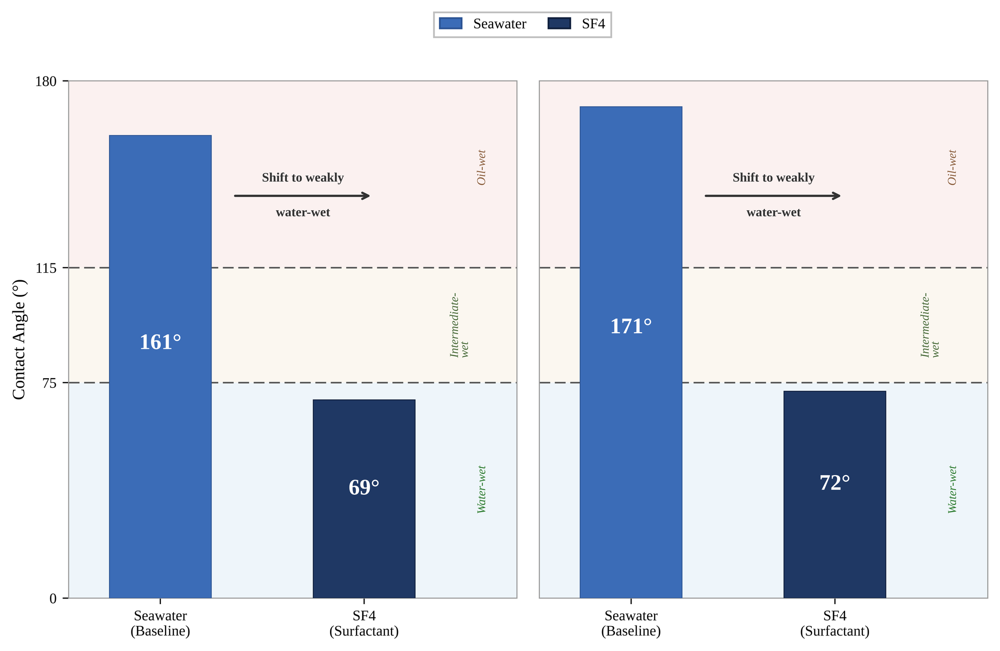 Seawater
SF4
Contact Angle (°)
180
115
75
0
161°
69°
Shift to weakly
water-wet
Oil-wet
Intermediate-
wet
Water-wet
Seawater
(Baseline)
SF4
(Surfactant)
171°
72°
Shift to weakly
water-wet
Oil-wet
Intermediate-
wet
Water-wet
Seawater
(Baseline)
SF4
(Surfactant)